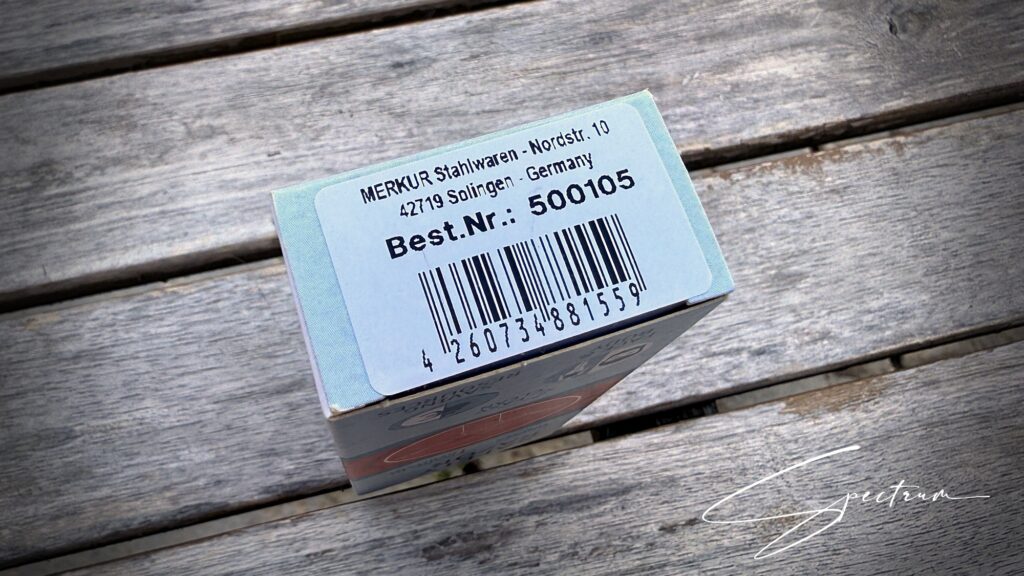 MERKUR Stahlwaren - Nordstr. 10
42719 Solingen - Germany
Best.Nr.: 500105
4 260734 881559
Spectrum